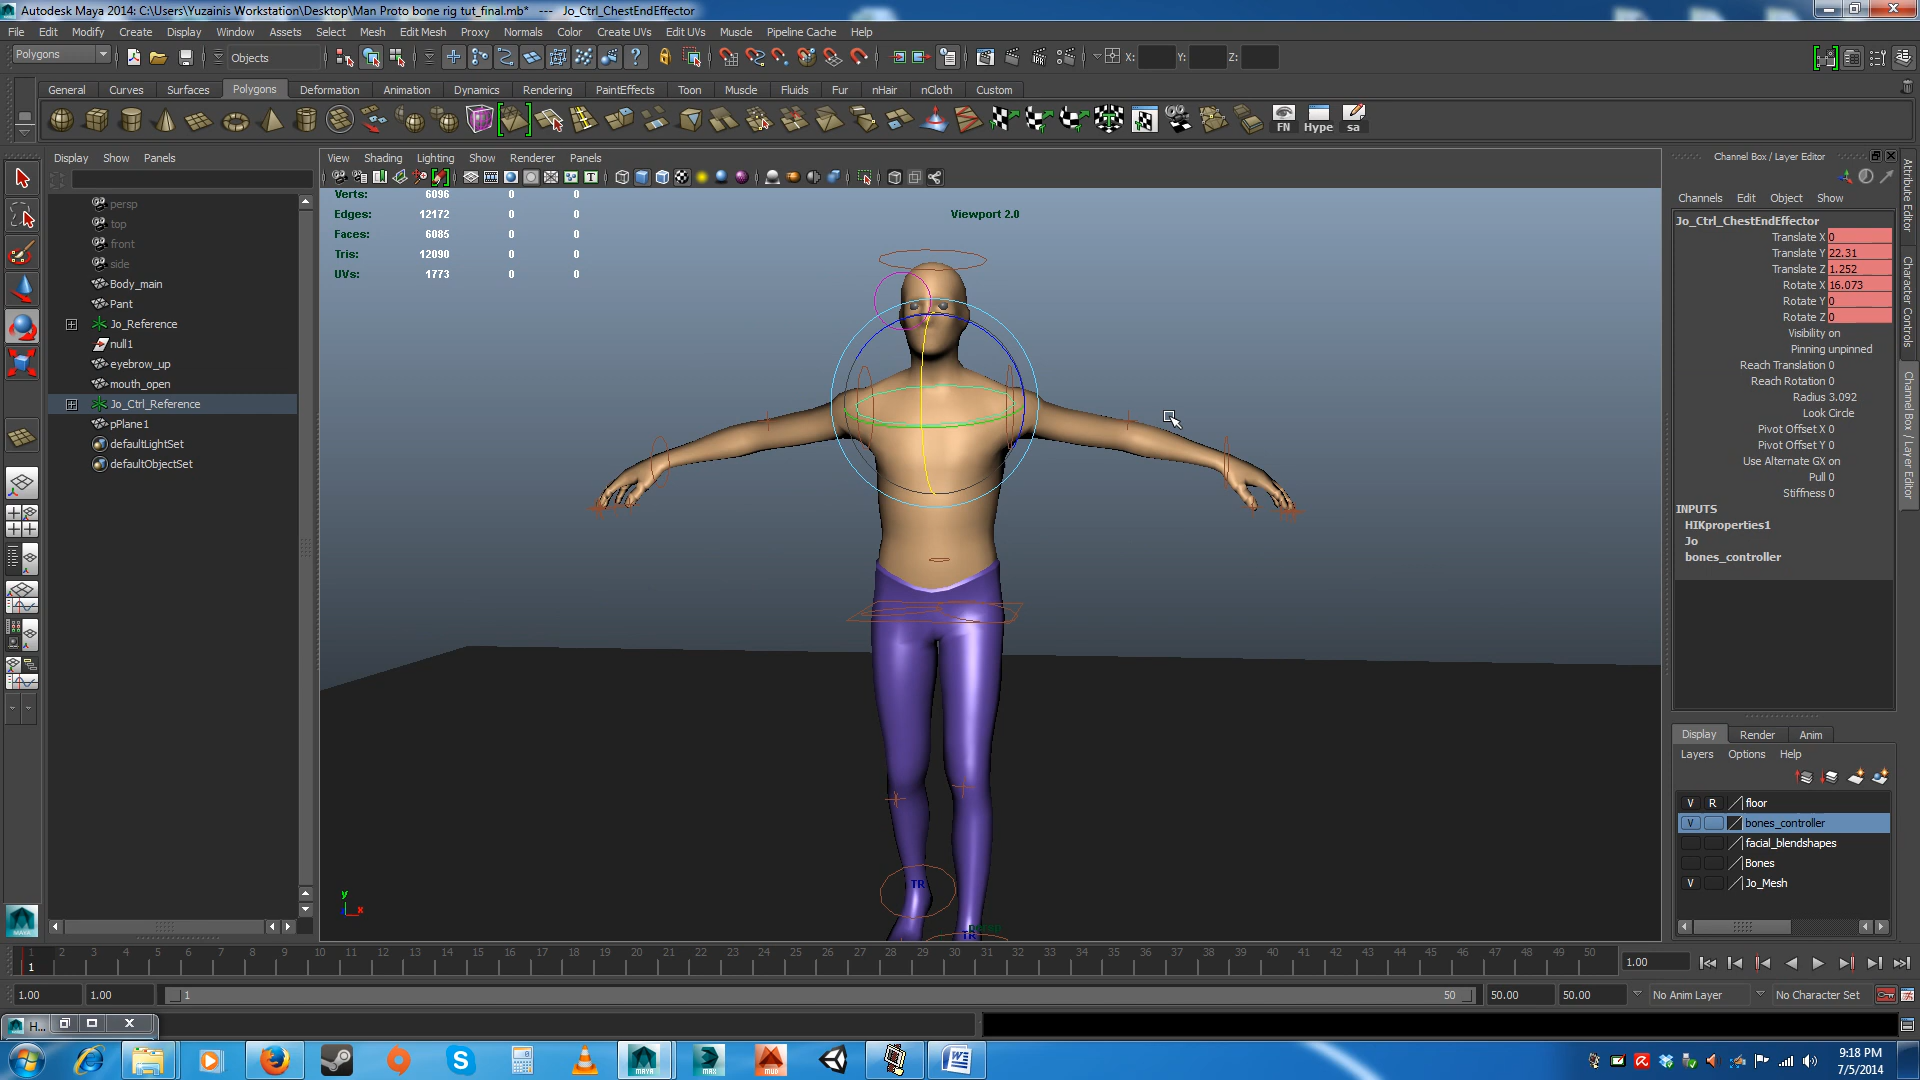 Autodesk Maya 2014: C:\Users\Yuzainis Workstation\Desktop\Man Proto bone rig tut_final.mb* --- Jo_Ctrl_ChestEndEffector
File Edit Modify Create Display Window Assets Select Mesh Edit Mesh Proxy Normals Color Create UVs Edit UVs Muscle Pipeline Cache Help
Polygons Objects X: Y: Z:
General Curves Surfaces Polygons Deformation Animation Dynamics Rendering PaintEffects Toon Muscle Fluids Fur nHair nCloth Custom
FN Hype sa
Display Show Panels
persp
top
front
side
Body_main
Pant
Jo_Reference
null1
eyebrow_up
mouth_open
Jo_Ctrl_Reference
pPlane1
defaultLightSet
defaultObjectSet
View Shading Lighting Show Renderer Panels
Verts: 6096 0 0
Edges: 12172 0 0
Faces: 6085 0 0
Tris: 12090 0 0
UVs: 1773 0 0
Viewport 2.0
TR
TR
y
x
Channel Box / Layer Editor
Channels Edit Object Show
Jo_Ctrl_ChestEndEffector
Translate X 0
Translate Y 22.31
Translate Z 1.252
Rotate X 16.073
Rotate Y 0
Rotate Z 0
Visibility on
Pinning unpinned
Reach Translation 0
Reach Rotation 0
Radius 3.092
Look Circle
Pivot Offset X 0
Pivot Offset Y 0
Use Alternate GX on
Pull 0
Stiffness 0
INPUTS
HIKproperties1
Jo
bones_controller
Attribute Editor
Character Controls
Channel Box / Layer Editor
Display Render Anim
Layers Options Help
V R floor
V bones_controller
facial_blendshapes
Bones
V Jo_Mesh
1 2 3 4 5 6 7 8 9 10 11 12 13 14 15 16 17 18 19 20 21 22 23 24 25 26 27 28 29 30 31 32 33 34 35 36 37 38 39 40 41 42 43 44 45 46 47 48 49 50
1
1.00
1.00 1.00 1 50 50.00 50.00 No Anim Layer No Character Set
H...
MAYA MAX MUD
9:18 PM
7/5/2014